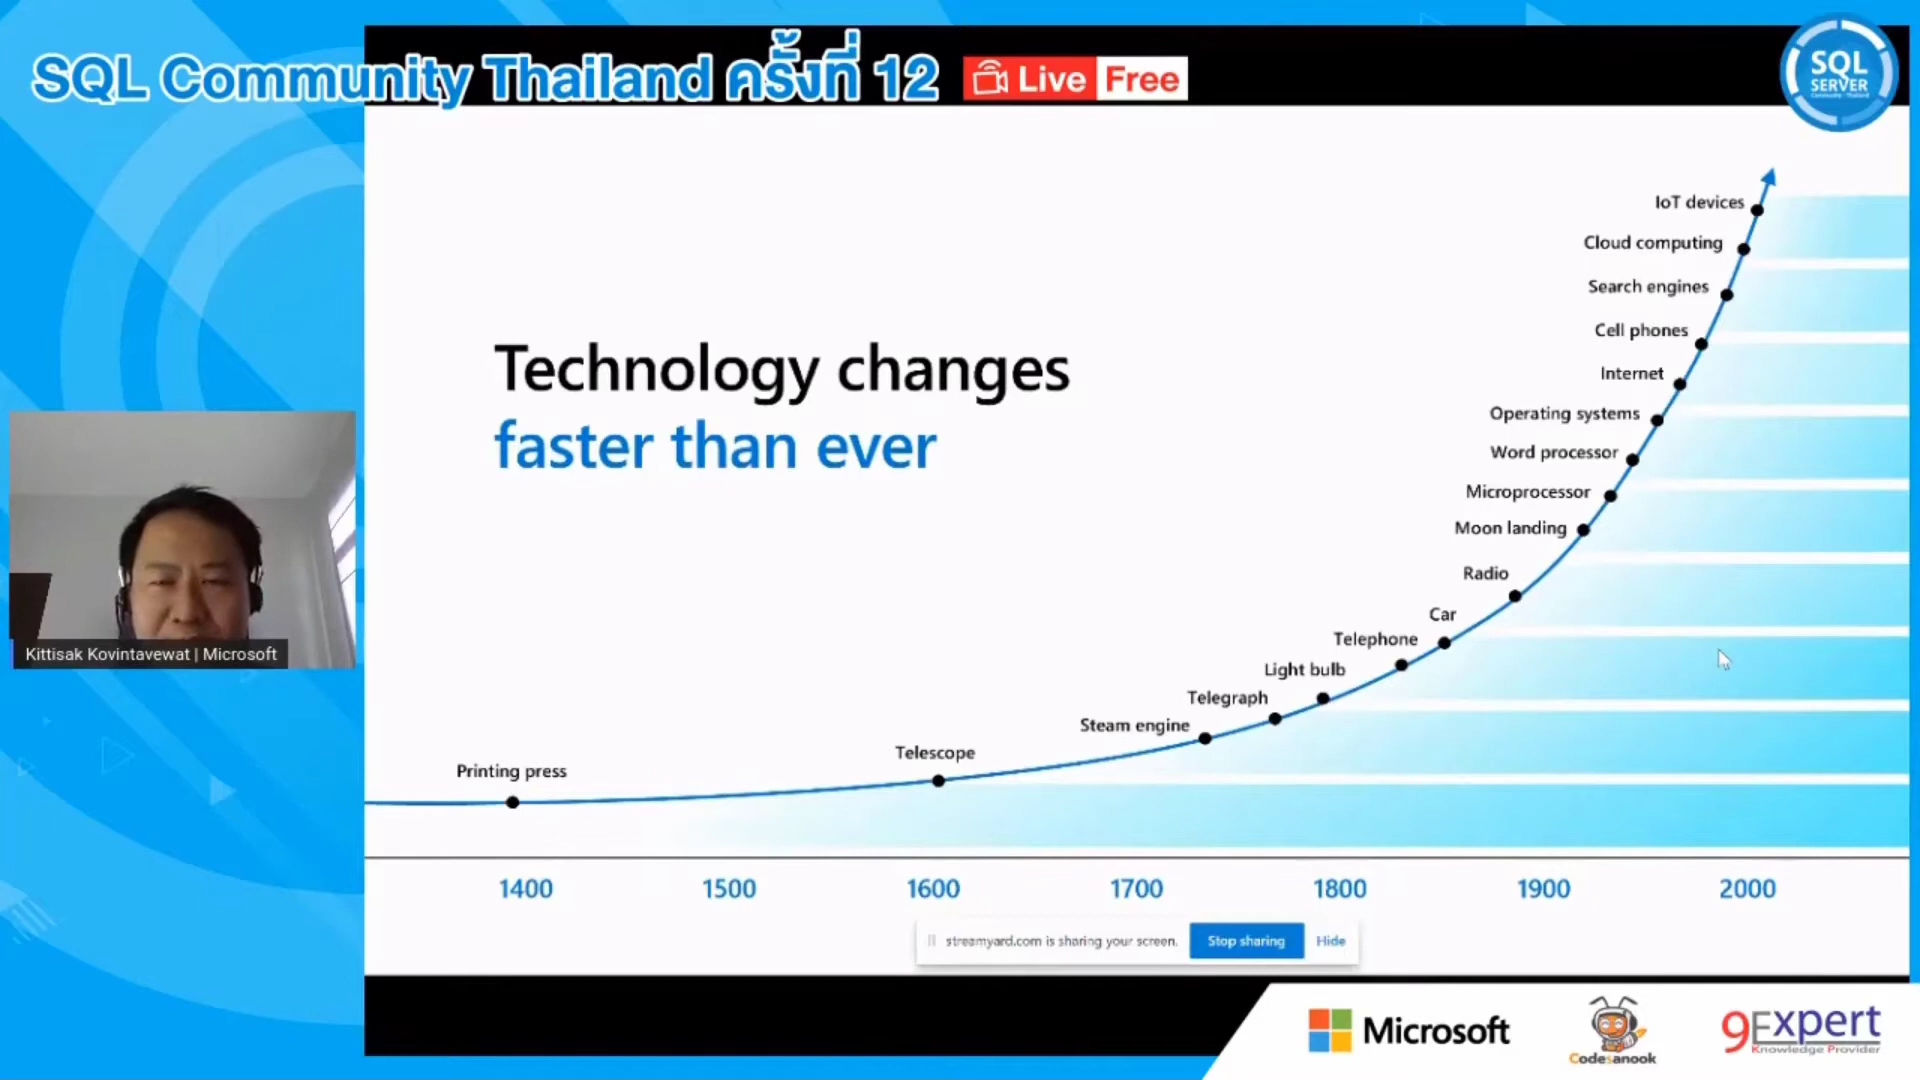 SQL Community Thailand ครั้งที่ 12
Live Free
SQL
SERVER
IoT devices
Cloud computing
Search engines
Cell phones
Internet
Operating systems
Word processor
Microprocessor
Moon landing
Radio
Car
Telephone
Light bulb
Telegraph
Steam engine
Telescope
Printing press
Technology changes
faster than ever
Kittisak Kovintavewat | Microsoft
1400 1500 1600 1700 1800 1900 2000
streamyard.com is sharing your screen. Stop sharing Hide
Microsoft
Codesanook
9Expert
Knowledge Provider